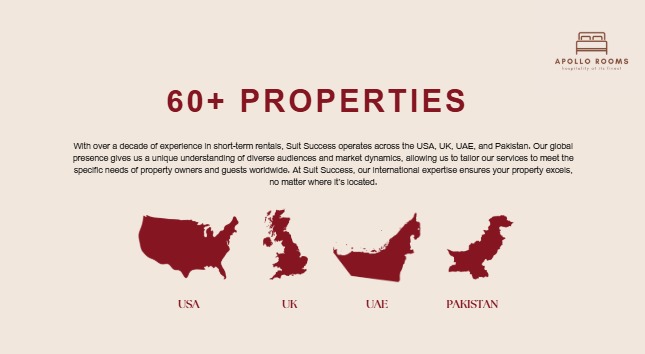 APOLLO ROOMS
hospitality at its finest
60+ PROPERTIES
With over a decade of experience in short-term rentals, Suit Success operates across the USA, UK, UAE, and Pakistan. Our global
presence gives us a unique understanding of diverse audiences and market dynamics, allowing us to tailor our services to meet the
specific needs of property owners and guests worldwide. At Suit Success, our international expertise ensures your property excels,
no matter where it's located.
USA
UK
UAE
PAKISTAN